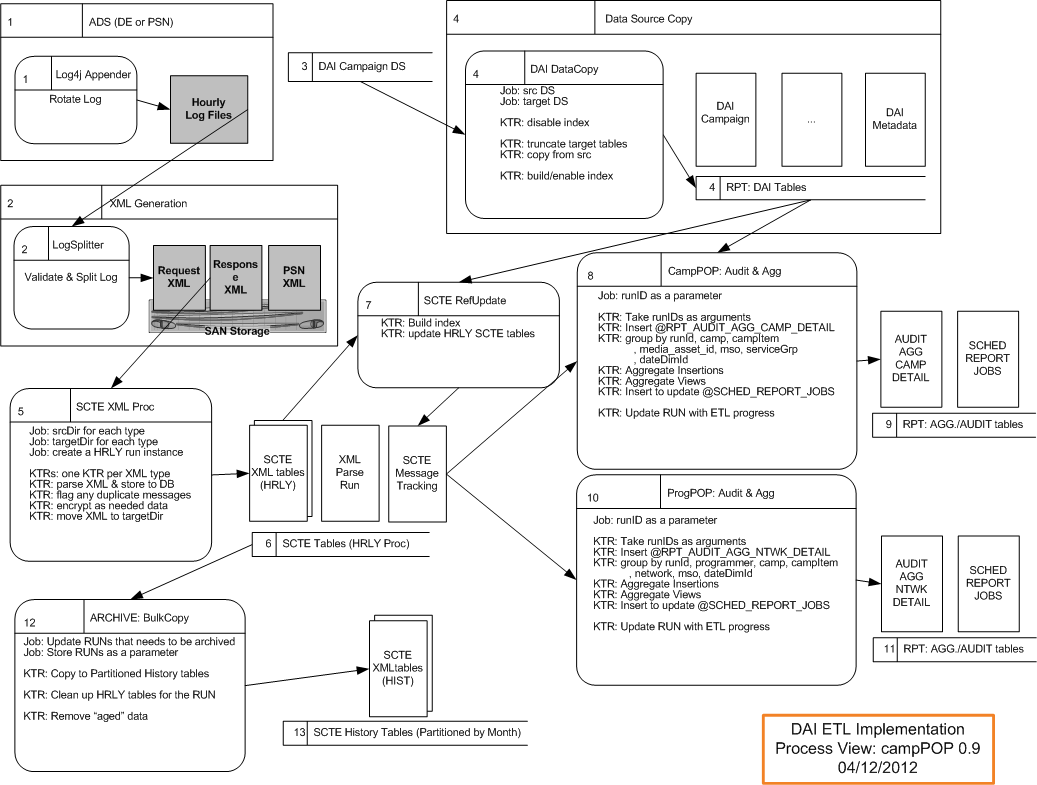 1
ADS (DE or PSN)
1
Log4j Appender
Rotate Log
Hourly
Log Files
2
XML Generation
2
LogSplitter
Validate & Split Log
Request
XML
Respons
e
XML
PSN
XML
SAN Storage
3
DAI Campaign DS
4
Data Source Copy
4
DAI DataCopy
Job: src DS
Job: target DS
KTR: disable index
KTR: truncate target tables
KTR: copy from src
KTR: build/enable index
DAI
Campaign
...
DAI
Metadata
4
RPT: DAI Tables
5
SCTE XML Proc
Job: srcDir for each type
Job: targetDir for each type
Job: create a HRLY run instance
KTRs: one KTR per XML type
KTR: parse XML & store to DB
KTR: flag any duplicate messages
KTR: encrypt as needed data
KTR: move XML to targetDir
7
SCTE RefUpdate
KTR: Build index
KTR: update HRLY SCTE tables
SCTE
XML tables
(HRLY)
XML
Parse
Run
SCTE
Message
Tracking
6
SCTE Tables (HRLY Proc)
8
CampPOP: Audit & Agg
Job: runID as a parameter
KTR: Take runIDs as arguments
KTR: Insert @RPT_AUDIT_AGG_CAMP_DETAIL
KTR: group by runId, camp, campItem
, media_asset_id, mso, serviceGrp
, dateDimId
KTR: Aggregate Insertions
KTR: Aggregate Views
KTR: Insert to update @SCHED_REPORT_JOBS
KTR: Update RUN with ETL progress
AUDIT
AGG
CAMP
DETAIL
SCHED
REPORT
JOBS
9
RPT: AGG./AUDIT tables
10
ProgPOP: Audit & Agg
Job: runID as a parameter
KTR: Take runIDs as arguments
KTR: Insert @RPT_AUDIT_AGG_NTWK_DETAIL
KTR: group by runId, programmer, camp, campItem
, network, mso, dateDimId
KTR: Aggregate Insertions
KTR: Aggregate Views
KTR: Insert to update @SCHED_REPORT_JOBS
KTR: Update RUN with ETL progress
AUDIT
AGG
NTWK
DETAIL
SCHED
REPORT
JOBS
11
RPT: AGG./AUDIT tables
12
ARCHIVE: BulkCopy
Job: Update RUNs that needs to be archived
Job: Store RUNs as a parameter
KTR: Copy to Partitioned History tables
KTR: Clean up HRLY tables for the RUN
KTR: Remove “aged” data
SCTE
XMLtables
(HIST)
13
SCTE History Tables (Partitioned by Month)
DAI ETL Implementation
Process View: campPOP 0.9
04/12/2012